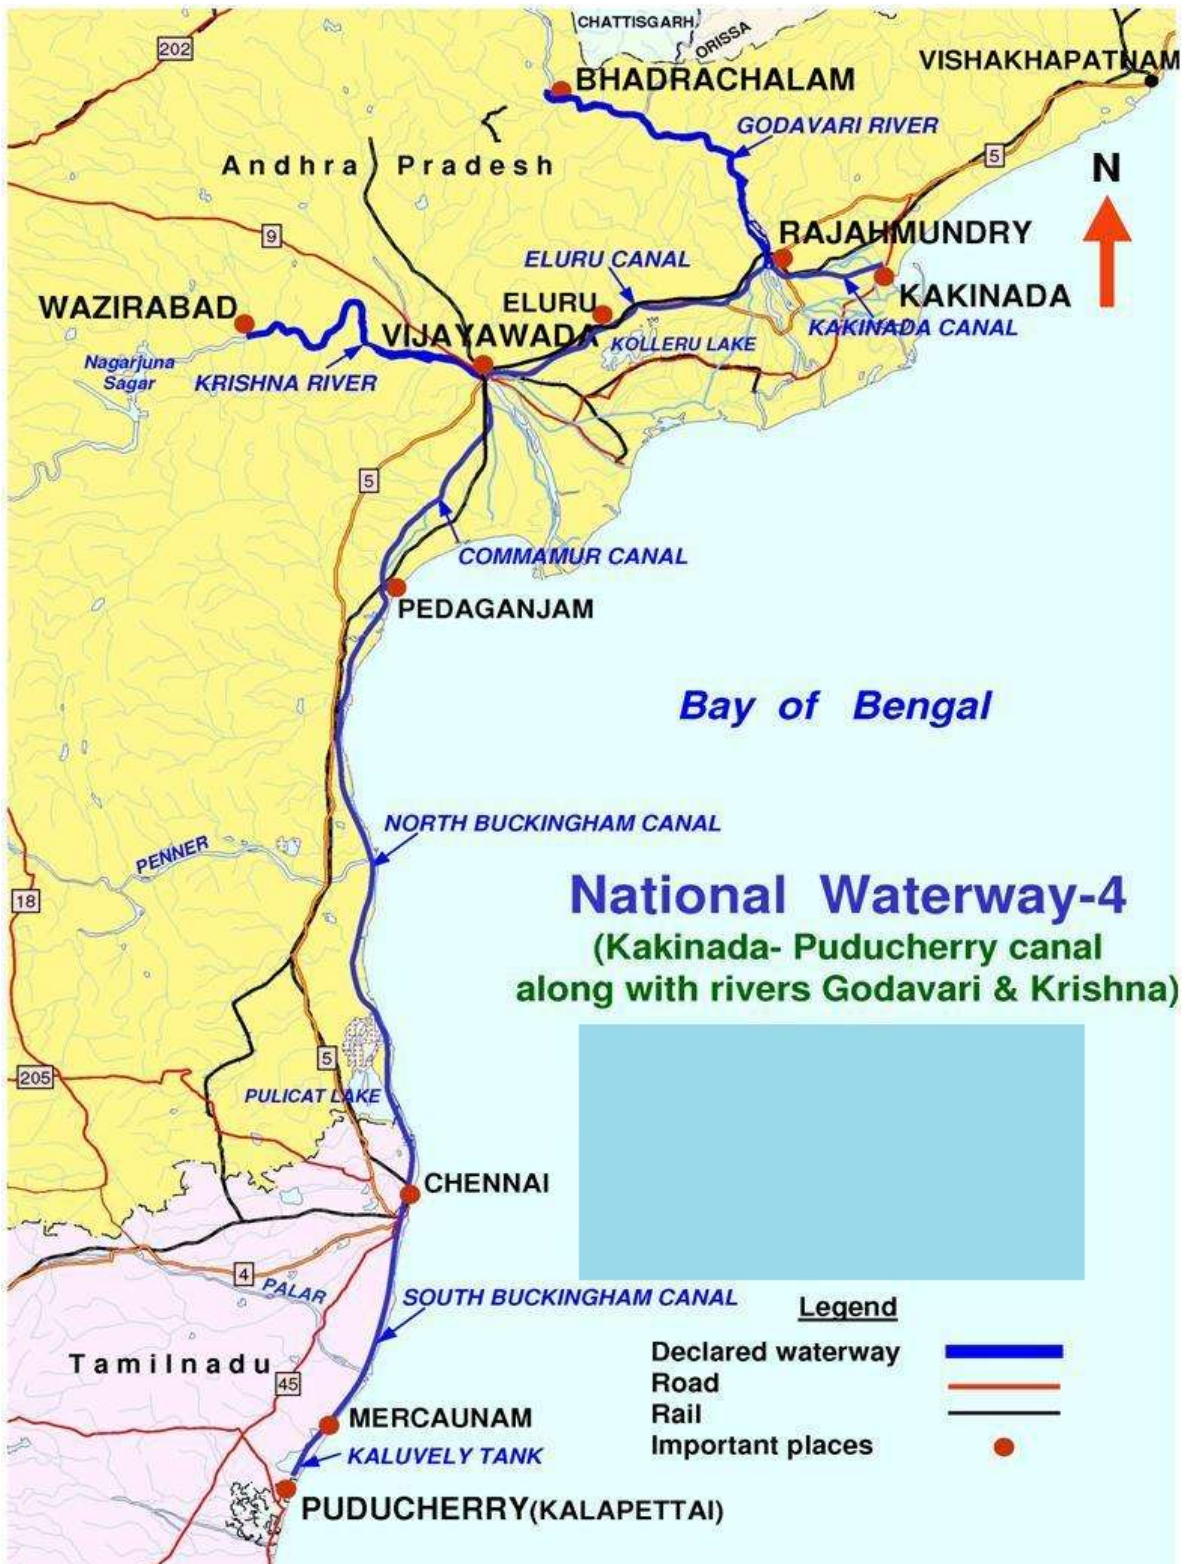 CHATTISGARH
ORISSA
202
VISHAKHAPATNAM
BHADRACHALAM
GODAVARI RIVER
5
Andhra Pradesh
N
9
RAJAHMUNDRY
ELURU CANAL
WAZIRABAD
ELURU
KAKINADA
VIJAYAWADA
KAKINADA CANAL
KOLLERU LAKE
Nagarjuna
Sagar
KRISHNA RIVER
5
COMMAMUR CANAL
PEDAGANJAM
Bay of Bengal
NORTH BUCKINGHAM CANAL
PENNER
18
National Waterway-4
(Kakinada- Puducherry canal
along with rivers Godavari & Krishna)
5
205
PULICAT LAKE
CHENNAI
4
PALAR
SOUTH BUCKINGHAM CANAL
Legend
Declared waterway
Road
Rail
Important places
Tamilnadu
45
MERCAUNAM
KALUVELY TANK
PUDUCHERRY(KALAPETTAI)